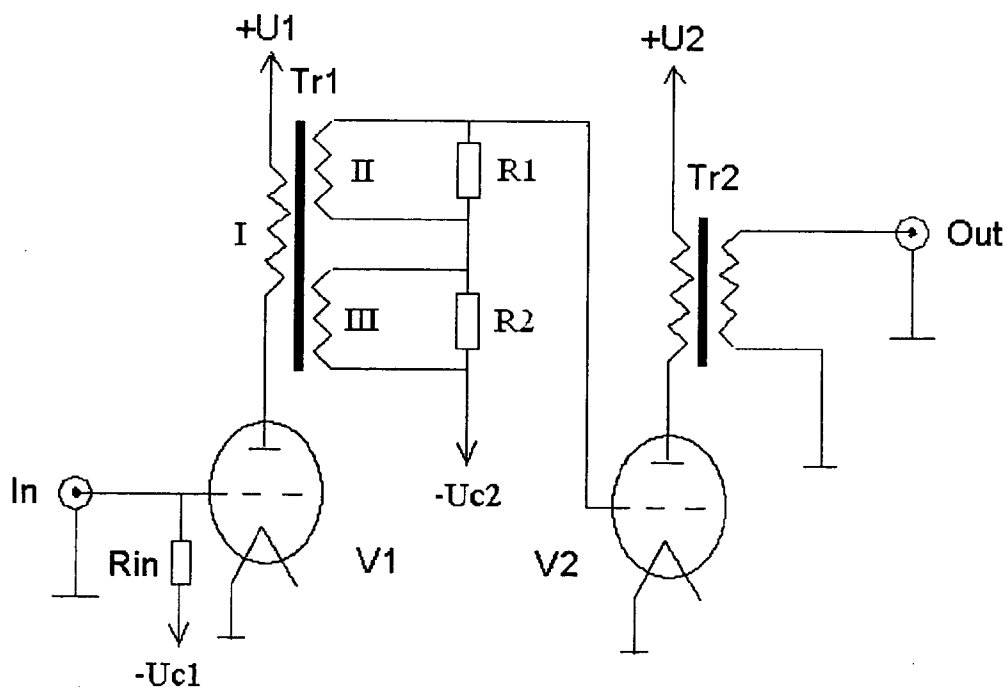 +U1
+U2
Tr1
II
R1
Tr2
I
Out
III
R2
In
-Uc2
Rin
V1
V2
-Uc1